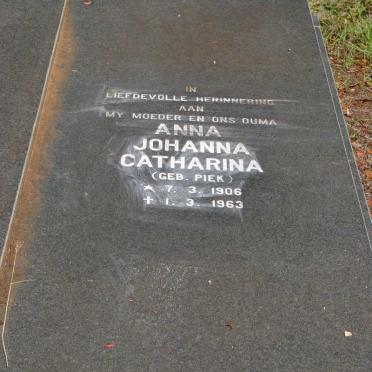 IN
LIEFDEVOLLE HERINNERING
AAN
MY MOEDER EN ONS OUMA
ANNA
JOHANNA
CATHARINA
(GEB. PIEK)
★ 7. 3. 1906
✝ 1. 3. 1963